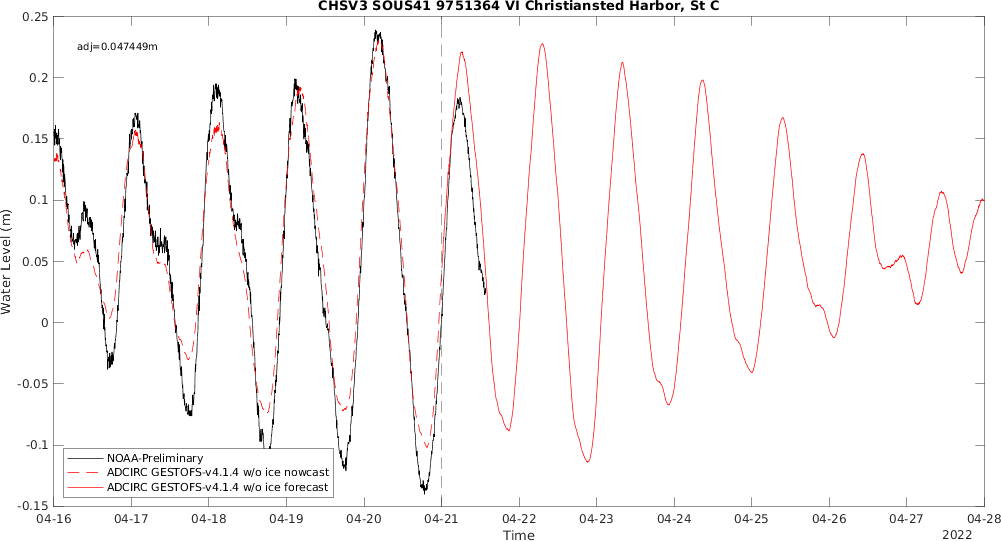 CHSV3 SOUS41 9751364 VI Christiansted Harbor, St C
adj=0.047449m
0.25
0.2
0.15
0.1
0.05
0
-0.05
-0.1
-0.15
Water Level (m)
NOAA-Preliminary
ADCIRC GESTOFS-v4.1.4 w/o ice nowcast
ADCIRC GESTOFS-v4.1.4 w/o ice forecast
04-16 04-17 04-18 04-19 04-20 04-21 04-22 04-23 04-24 04-25 04-26 04-27 04-28
Time
2022